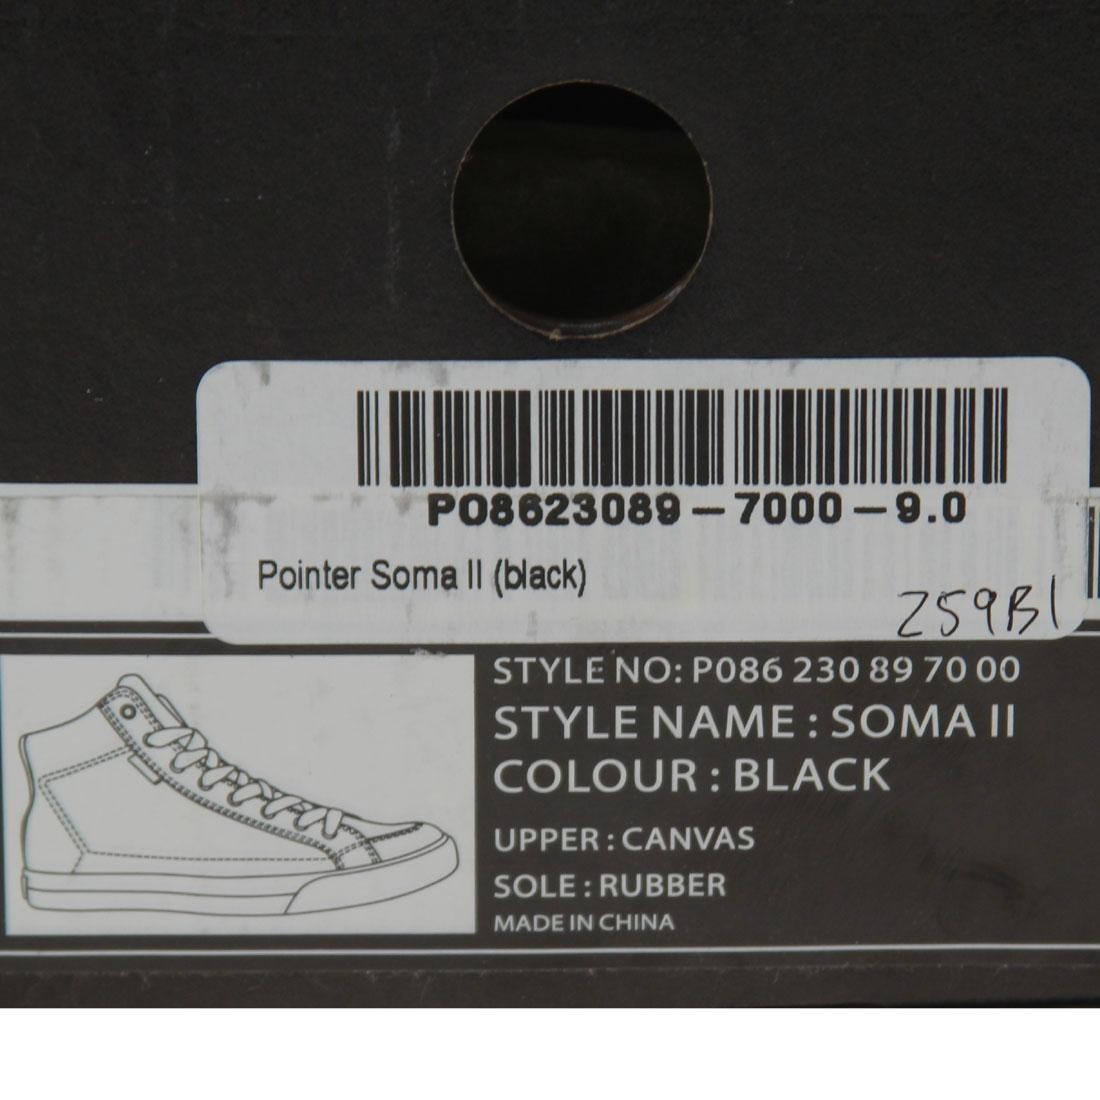 PO8623089-7000-9.0
Pointer Soma II (black)
259B1
STYLE NO: P086 230 89 70 00
STYLE NAME : SOMA II
COLOUR : BLACK
UPPER : CANVAS
SOLE : RUBBER
MADE IN CHINA